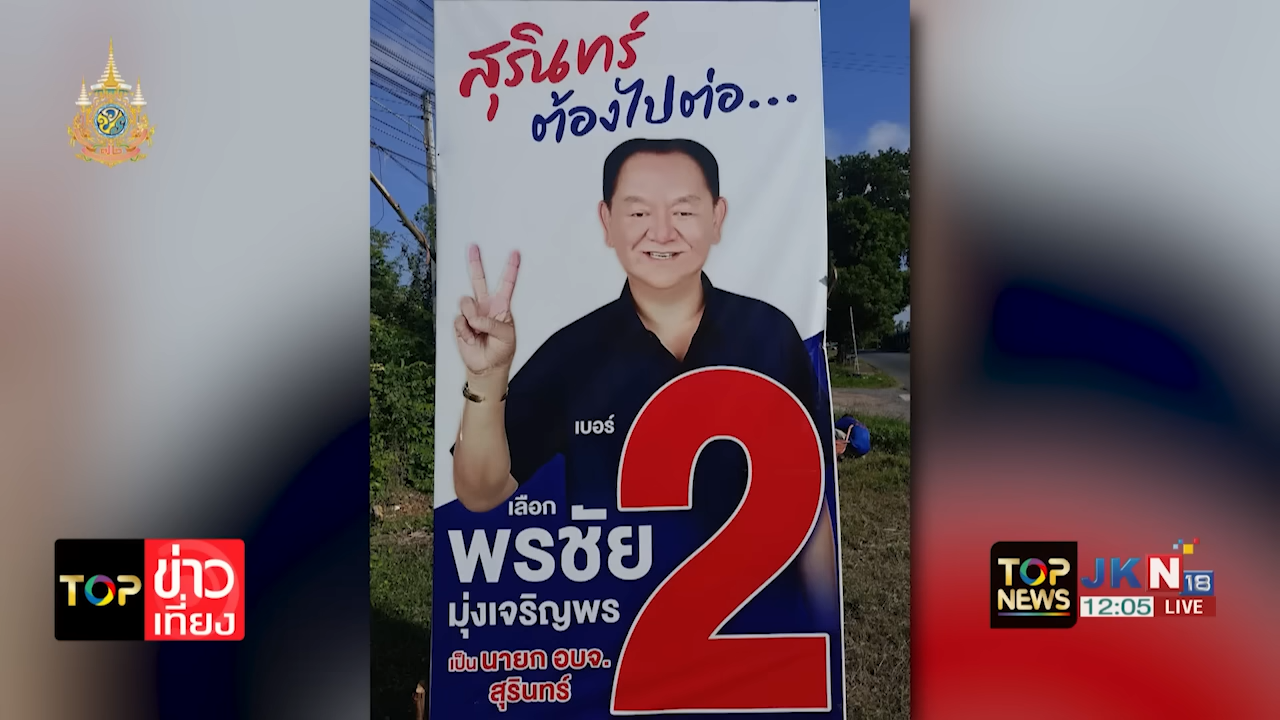 สุรินทร์
ต้องไปต่อ...
เบอร์
2
เลือก
พรชัย
มุ่งเจริญพร
เป็น นายก อบจ.
สุรินทร์
TOP ข่าว
เที่ยง
TOP
NEWS
JKN
18
12:05 LIVE